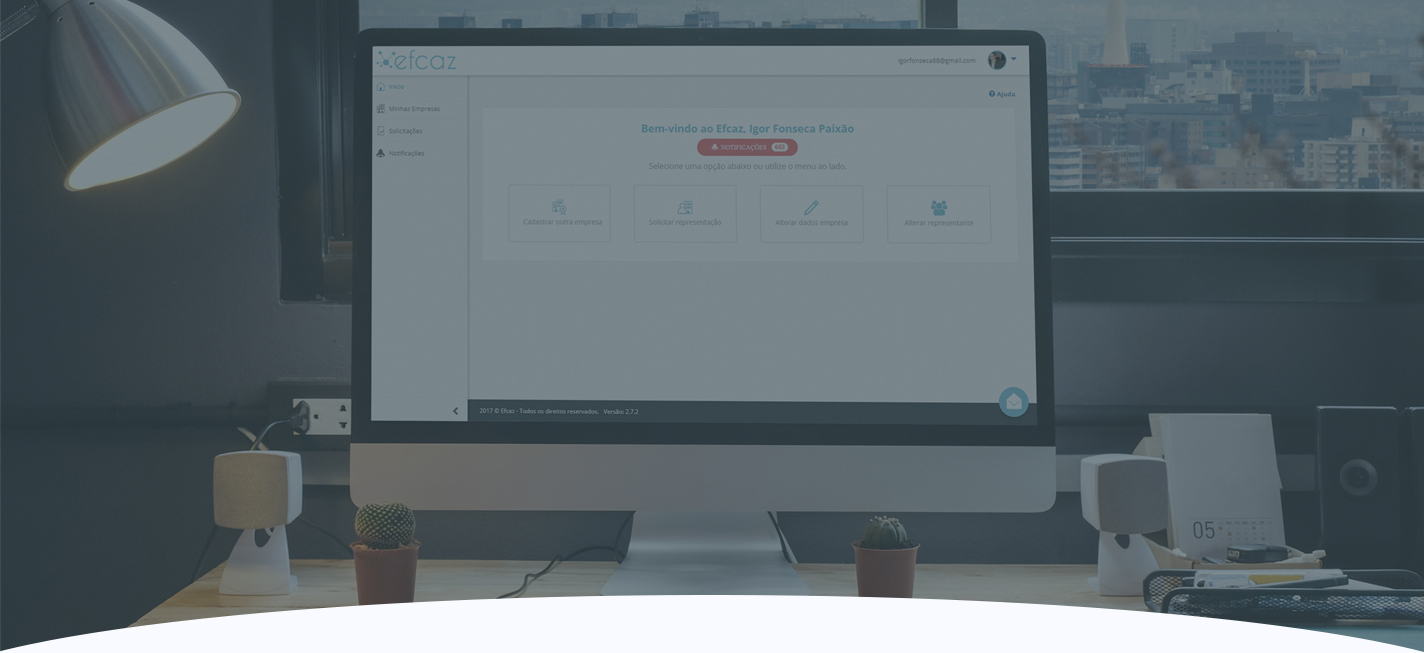 efcaz
igorfonseca88@gmail.com
Início
Ajuda
Minhas Empresas
Bem-vindo ao Efcaz, Igor Fonseca Paixão
Solicitações
NOTIFICAÇÕES
Notificações
Selecione uma opção abaixo ou utilize o menu ao lado.
Cadastrar outra empresa
Solicitar representação
Alterar dados empresa
Alterar representante
2017 © Efcaz - Todos os direitos reservados. Versão: 2.7.2
05